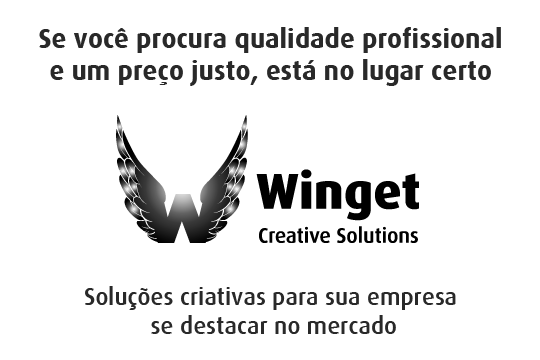 Se você procura qualidade profissional
e um preço justo, está no lugar certo
W
Winget
Creative Solutions
Soluções criativas para sua empresa
se destacar no mercado